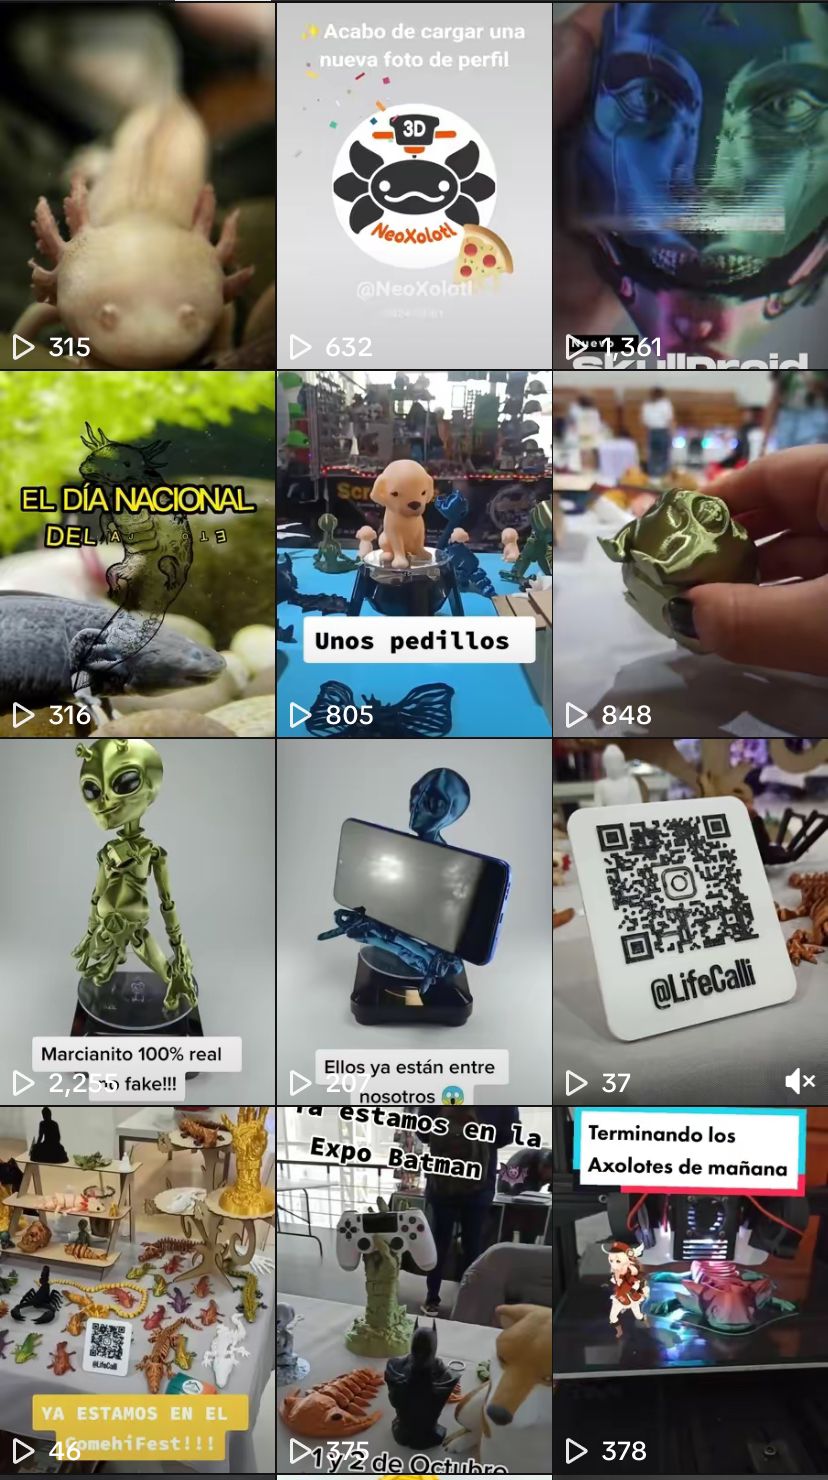 315
✨ Acabo de cargar una
nueva foto de perfil
3D
NeoXolotl
@NeoXolotl
632
Nuevo
SkullDroid
1,361
EL DÍA NACIONAL
DEL
316
Unos pedillos
805
848
Marcianito 100% real
no fake!!!
Ellos ya están entre
nosotros 😱
207
@LifeCalli
37
YA ESTAMOS EN EL
ComehiFest!!!
@LifeCalli
46
Ya estamos en la
Expo Batman 🦇
1 y 2 de Octubre
375
Terminando los
Axolotes de mañana
378